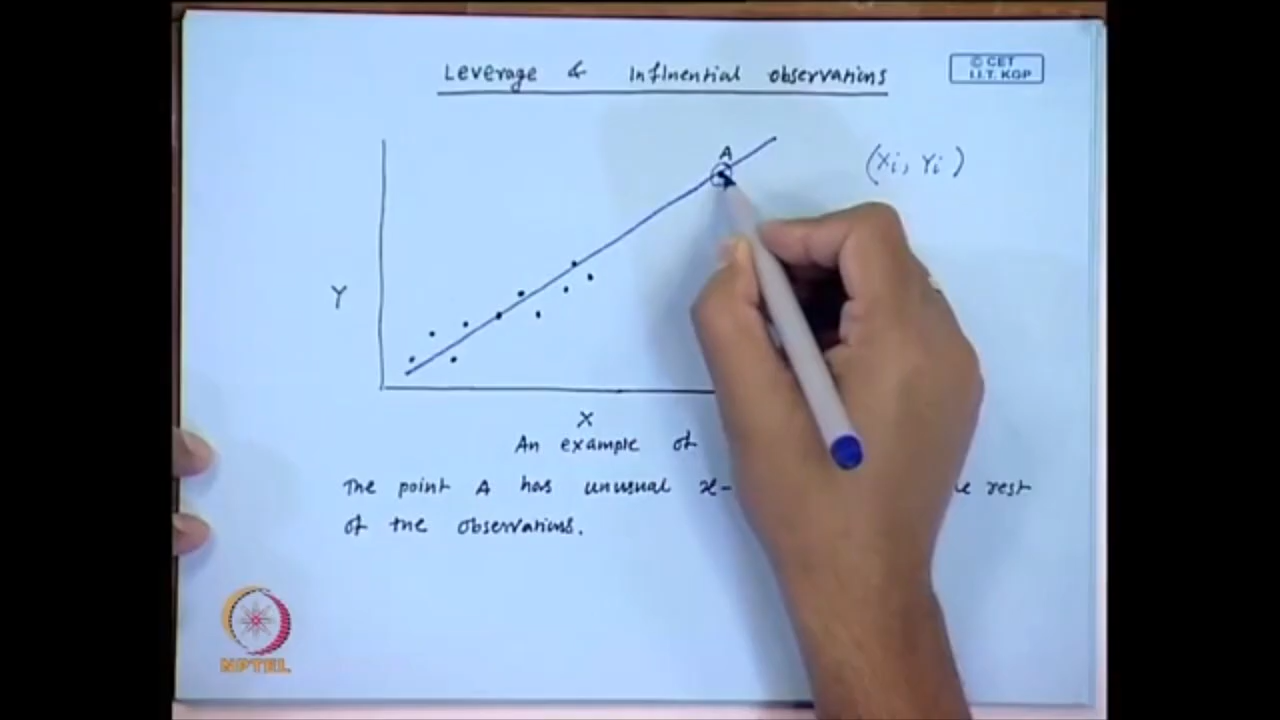 Leverage & Influential observations
© CET
I.I.T. KGP
A
(Xi, Yi)
Y
X
An example of
The point A has unusual x- rest
of the observations.
NPTEL